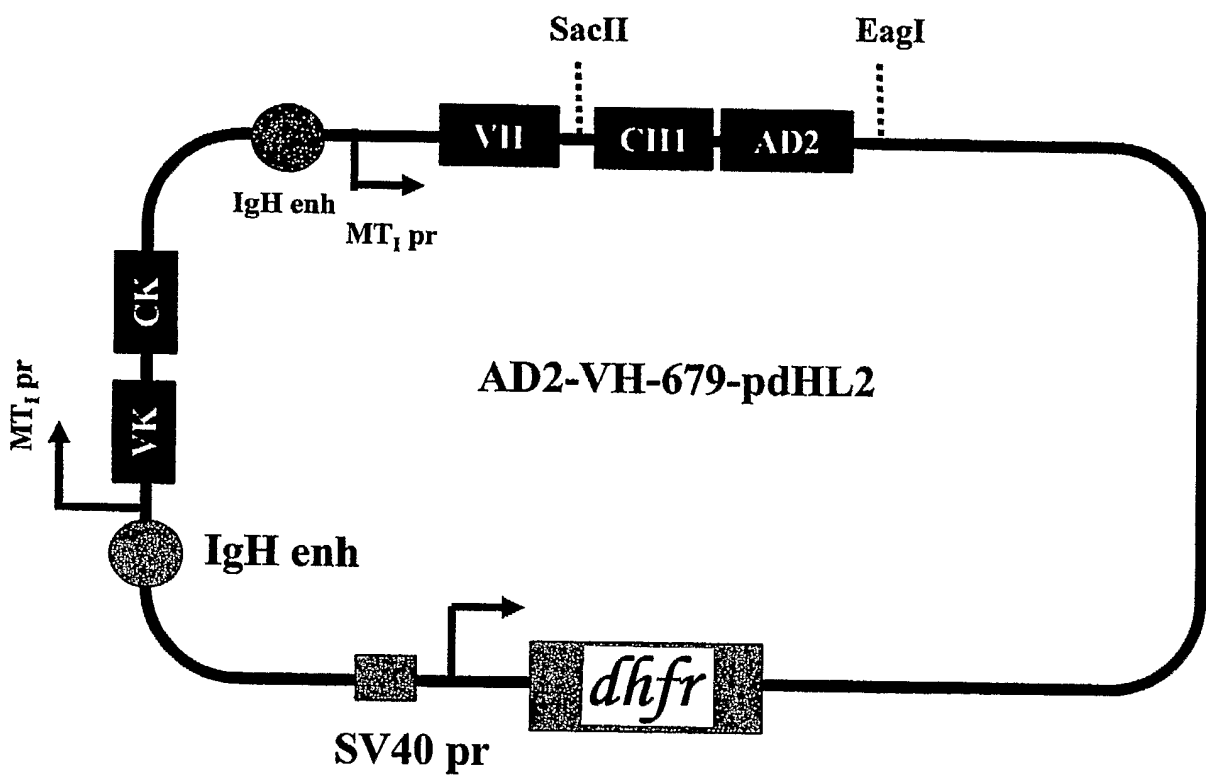 SacII
EagI
VH
CH1
AD2
IgH enh
MTI pr
CK
AD2-VH-679-pdHL2
MTI pr
VK
IgH enh
dhfr
SV40 pr